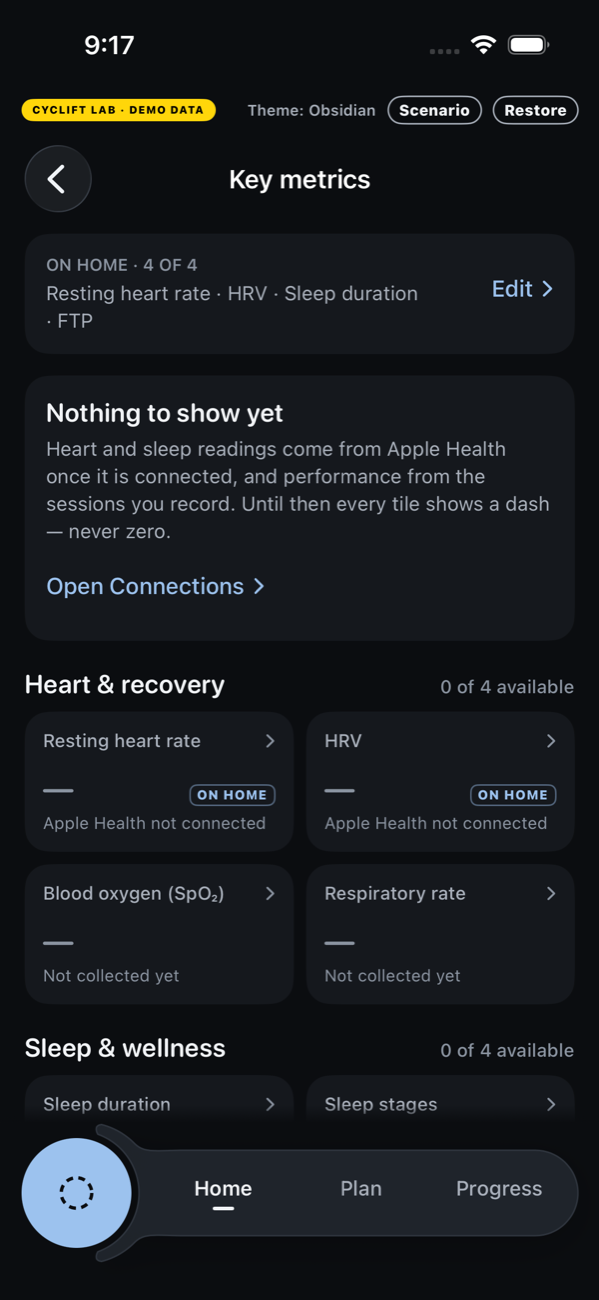 9:17
CYCLIFT LAB · DEMO DATA
Theme: Obsidian
Scenario
Restore
Key metrics
ON HOME · 4 OF 4
Resting heart rate · HRV · Sleep duration
· FTP
Edit
Nothing to show yet
Heart and sleep readings come from Apple Health
once it is connected, and performance from the
sessions you record. Until then every tile shows a dash
— never zero.
Open Connections
Heart & recovery
0 of 4 available
Resting heart rate
—
ON HOME
Apple Health not connected
HRV
—
ON HOME
Apple Health not connected
Blood oxygen (SpO₂)
—
Not collected yet
Respiratory rate
—
Not collected yet
Sleep & wellness
0 of 4 available
Sleep duration
Sleep stages
Home
Plan
Progress